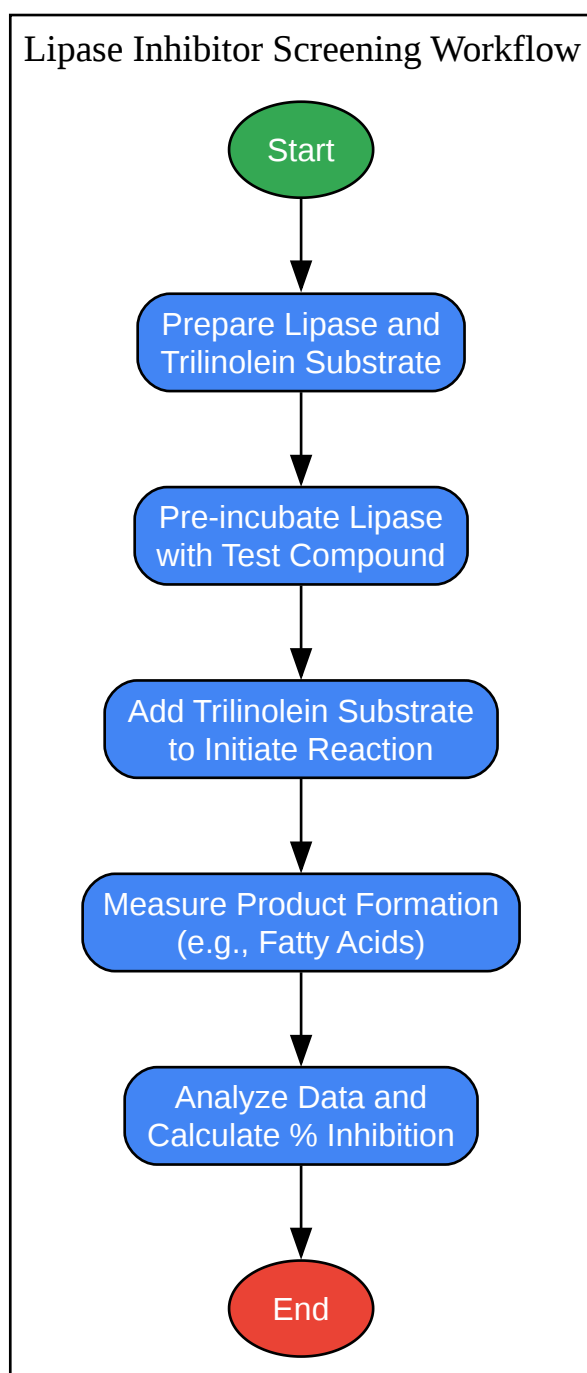 Lipase Inhibitor Screening Workflow
Start
Prepare Lipase and
Trilinolein Substrate
Pre-incubate Lipase
with Test Compound
Add Trilinolein Substrate
to Initiate Reaction
Measure Product Formation
(e.g., Fatty Acids)
Analyze Data and
Calculate % Inhibition
End